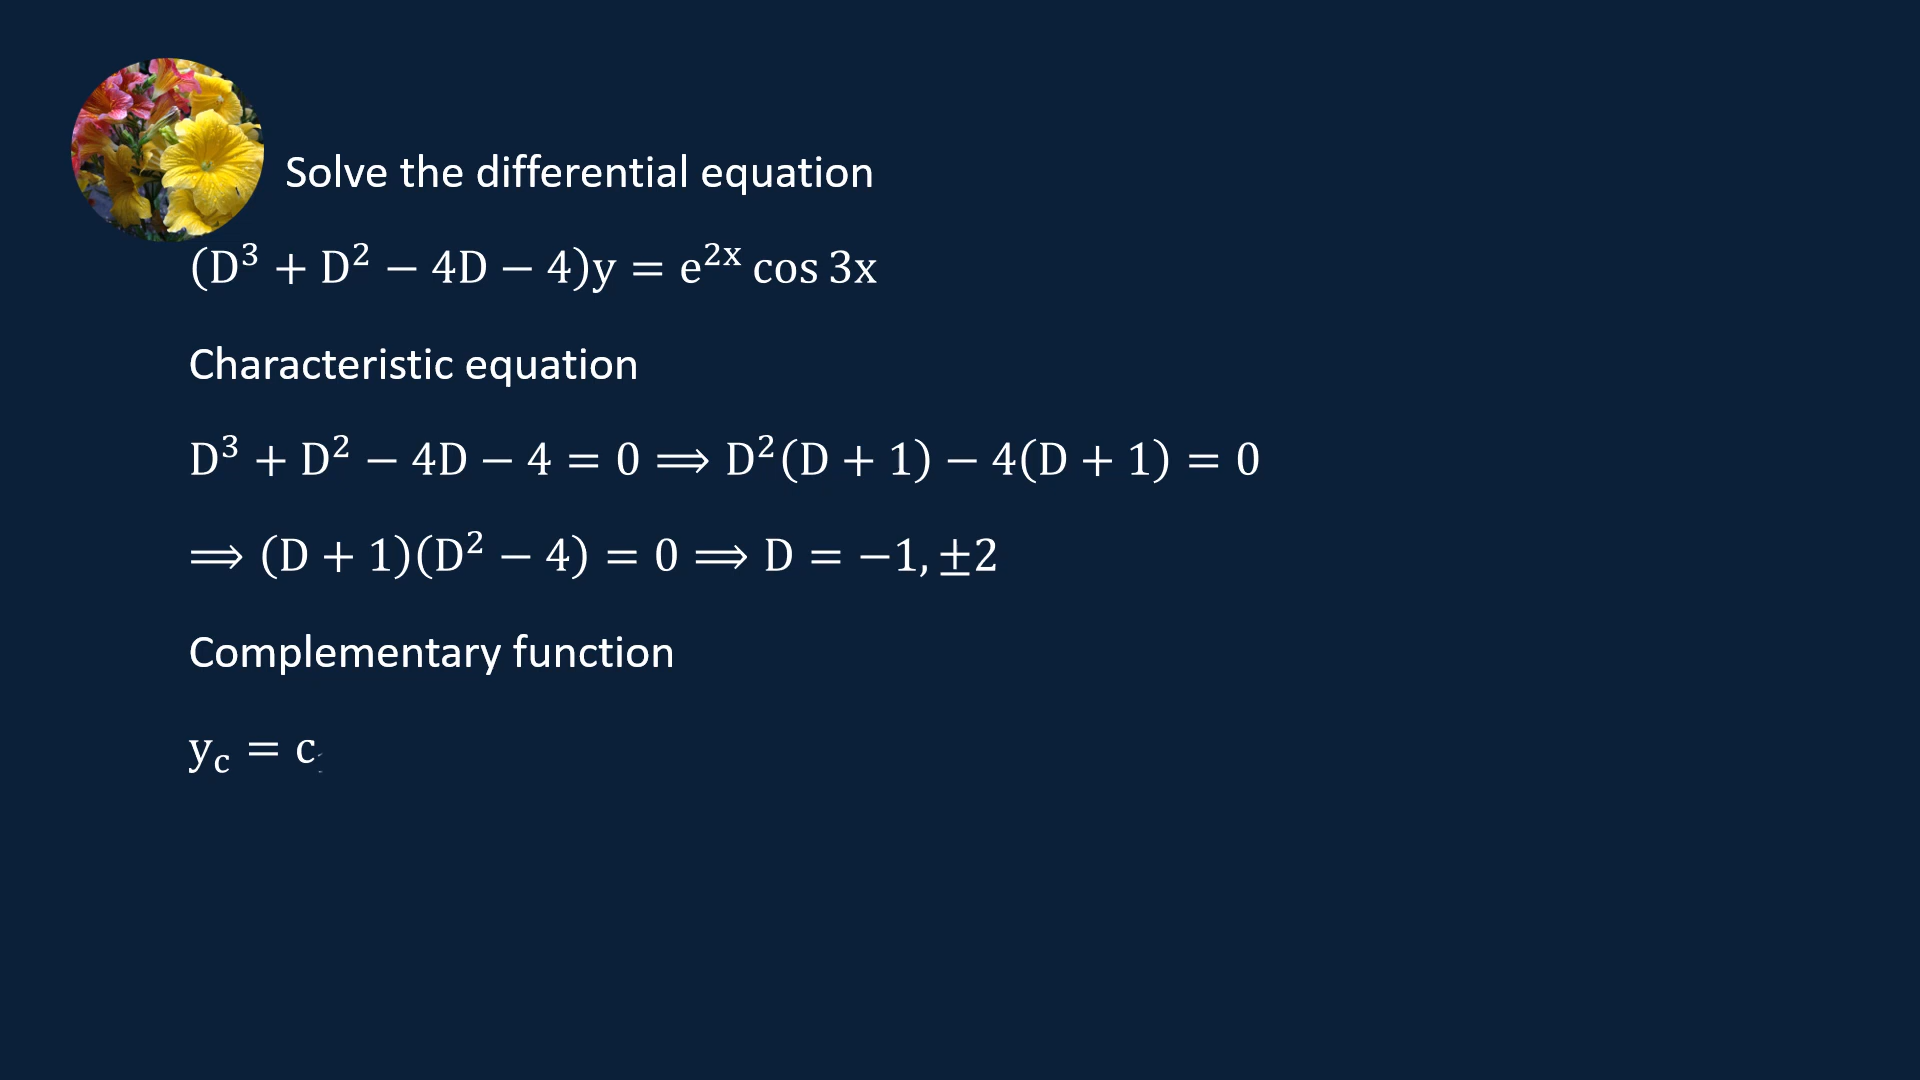 Solve the differential equation
(D³ + D² − 4D − 4)y = e²ˣ cos 3x
Characteristic equation
D³ + D² − 4D − 4 = 0 ⟹ D²(D + 1) − 4(D + 1) = 0
⟹ (D + 1)(D² − 4) = 0 ⟹ D = −1, ±2
Complementary function
y_c = c